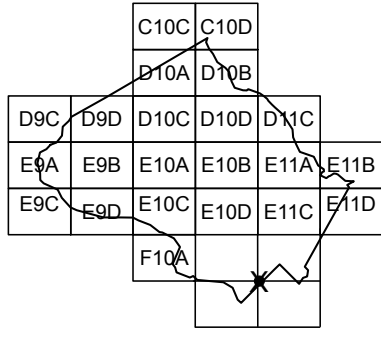 C10C C10D
D10A D10B
D9C D9D D10C D10D D11C
E9A E9B E10A E10B E11A E11B
E9C E9D E10C E10D E11C E11D
F10A
X